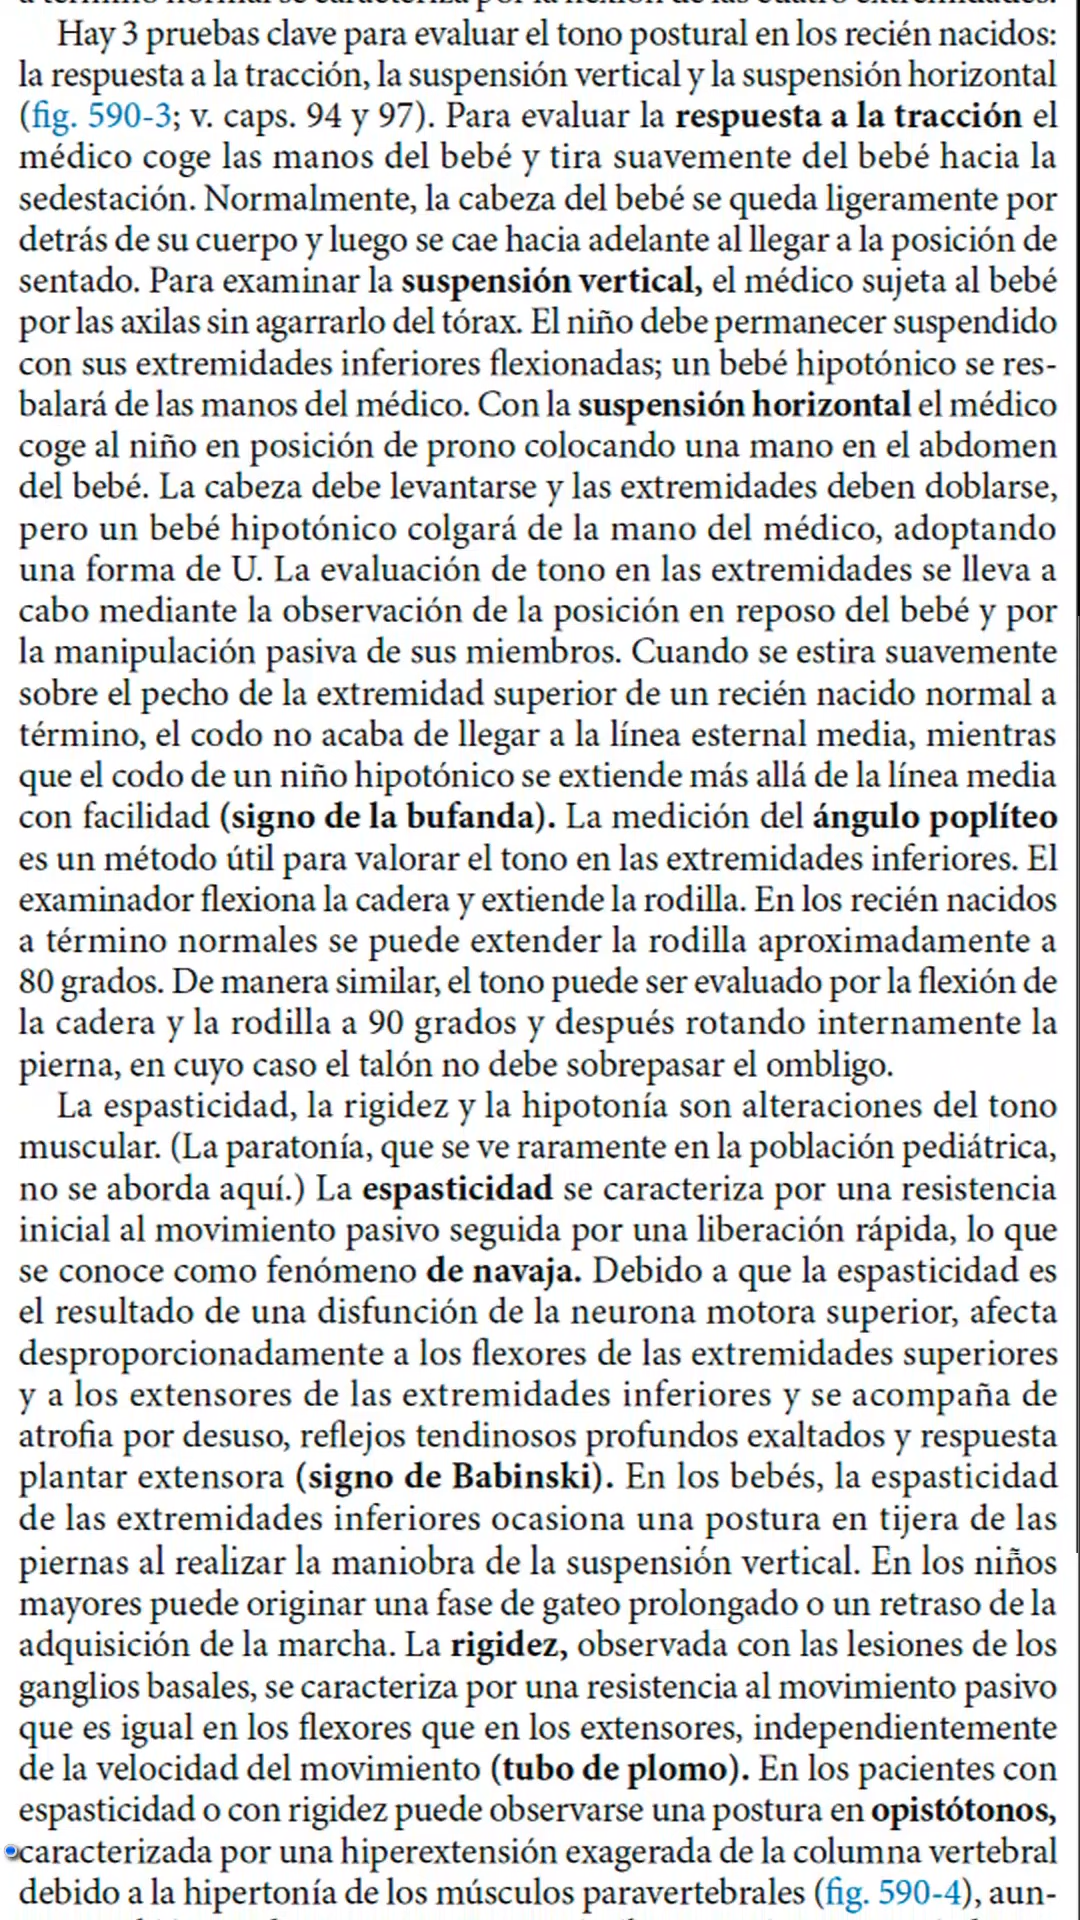 a término normal se caracteriza por la flexión de las cuatro extremidades.
Hay 3 pruebas clave para evaluar el tono postural en los recién nacidos:
la respuesta a la tracción, la suspensión vertical y la suspensión horizontal
(fig. 590-3; v. caps. 94 y 97). Para evaluar la respuesta a la tracción el
médico coge las manos del bebé y tira suavemente del bebé hacia la
sedestación. Normalmente, la cabeza del bebé se queda ligeramente por
detrás de su cuerpo y luego se cae hacia adelante al llegar a la posición de
sentado. Para examinar la suspensión vertical, el médico sujeta al bebé
por las axilas sin agarrarlo del tórax. El niño debe permanecer suspendido
con sus extremidades inferiores flexionadas; un bebé hipotónico se res-
balará de las manos del médico. Con la suspensión horizontal el médico
coge al niño en posición de prono colocando una mano en el abdomen
del bebé. La cabeza debe levantarse y las extremidades deben doblarse,
pero un bebé hipotónico colgará de la mano del médico, adoptando
una forma de U. La evaluación de tono en las extremidades se lleva a
cabo mediante la observación de la posición en reposo del bebé y por
la manipulación pasiva de sus miembros. Cuando se estira suavemente
sobre el pecho de la extremidad superior de un recién nacido normal a
término, el codo no acaba de llegar a la línea esternal media, mientras
que el codo de un niño hipotónico se extiende más allá de la línea media
con facilidad (signo de la bufanda). La medición del ángulo poplíteo
es un método útil para valorar el tono en las extremidades inferiores. El
examinador flexiona la cadera y extiende la rodilla. En los recién nacidos
a término normales se puede extender la rodilla aproximadamente a
80 grados. De manera similar, el tono puede ser evaluado por la flexión de
la cadera y la rodilla a 90 grados y después rotando internamente la
pierna, en cuyo caso el talón no debe sobrepasar el ombligo.
La espasticidad, la rigidez y la hipotonía son alteraciones del tono
muscular. (La paratonía, que se ve raramente en la población pediátrica,
no se aborda aquí.) La espasticidad se caracteriza por una resistencia
inicial al movimiento pasivo seguida por una liberación rápida, lo que
se conoce como fenómeno de navaja. Debido a que la espasticidad es
el resultado de una disfunción de la neurona motora superior, afecta
desproporcionadamente a los flexores de las extremidades superiores
y a los extensores de las extremidades inferiores y se acompaña de
atrofia por desuso, reflejos tendinosos profundos exaltados y respuesta
plantar extensora (signo de Babinski). En los bebés, la espasticidad
de las extremidades inferiores ocasiona una postura en tijera de las
piernas al realizar la maniobra de la suspensión vertical. En los niños
mayores puede originar una fase de gateo prolongado o un retraso de la
adquisición de la marcha. La rigidez, observada con las lesiones de los
ganglios basales, se caracteriza por una resistencia al movimiento pasivo
que es igual en los flexores que en los extensores, independientemente
de la velocidad del movimiento (tubo de plomo). En los pacientes con
espasticidad o con rigidez puede observarse una postura en opistótonos,
caracterizada por una hiperextensión exagerada de la columna vertebral
debido a la hipertonía de los músculos paravertebrales (fig. 590-4), aun-